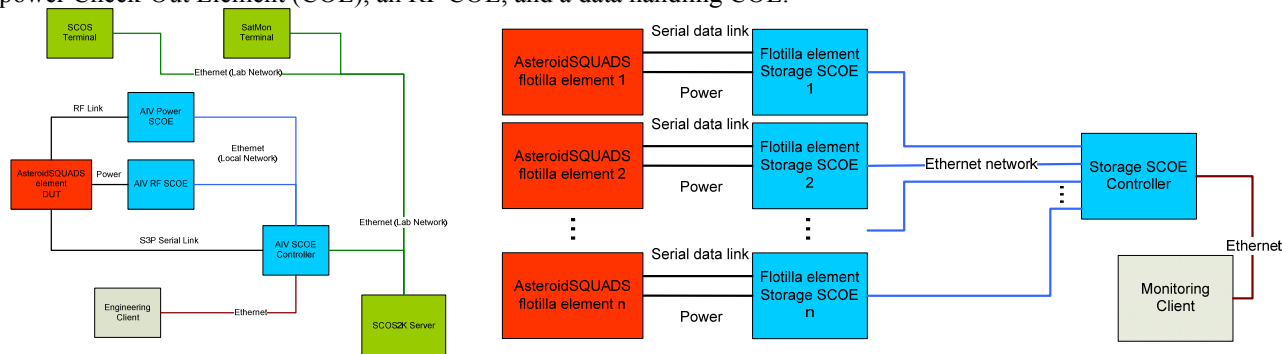 power Check-Out Element (COE), an RF COE, and a data handling COE.
SCOS
Terminal
SatMon
Terminal
Ethernet (Lab Network)
RF Link
AIV Power
SCOE
Ethernet
(Local Network)
AsteroidSQUADS
element
DUT
Power
AIV RF SCOE
Ethernet (Lab Network)
S3P Serial Link
AIV SCOE
Controller
Engineering
Client
Ethernet
SCOS2K Server
AsteroidSQUADS
flotilla element 1
Serial data link
Power
Flotilla element
Storage SCOE
1
AsteroidSQUADS
flotilla element 2
Serial data link
Power
Flotilla element
Storage SCOE
2
Ethernet network
Storage SCOE
Controller
AsteroidSQUADS
flotilla element n
Serial data link
Power
Flotilla element
Storage SCOE
n
Ethernet
Monitoring
Client